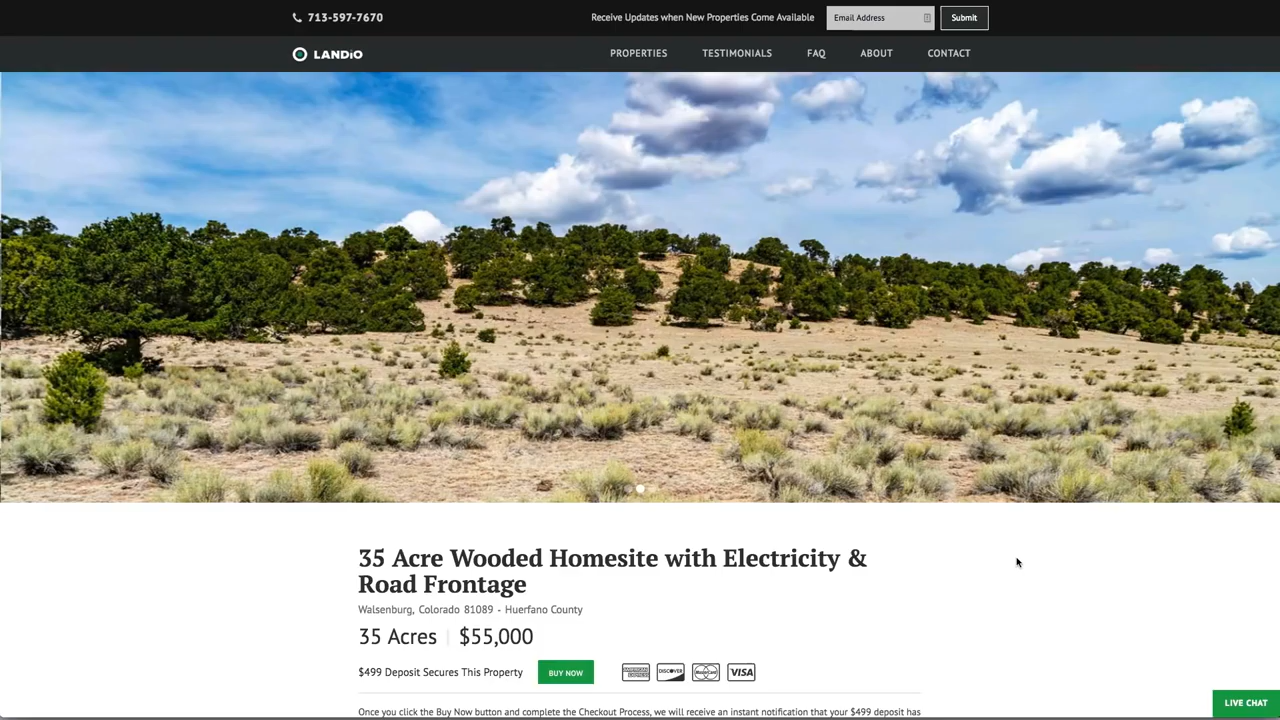 713-597-7670
Receive Updates when New Properties Come Available
Email Address
Submit
LANDiO
PROPERTIES
TESTIMONIALS
FAQ
ABOUT
CONTACT
35 Acre Wooded Homesite with Electricity &
Road Frontage
Walsenburg, Colorado 81089 - Huerfano County
35 Acres | $55,000
$499 Deposit Secures This Property
BUY NOW
AMERICAN EXPRESS
DISCOVER
MasterCard
VISA
LIVE CHAT
Once you click the Buy Now button and complete the Checkout Process, we will receive an instant notification that your $499 deposit has